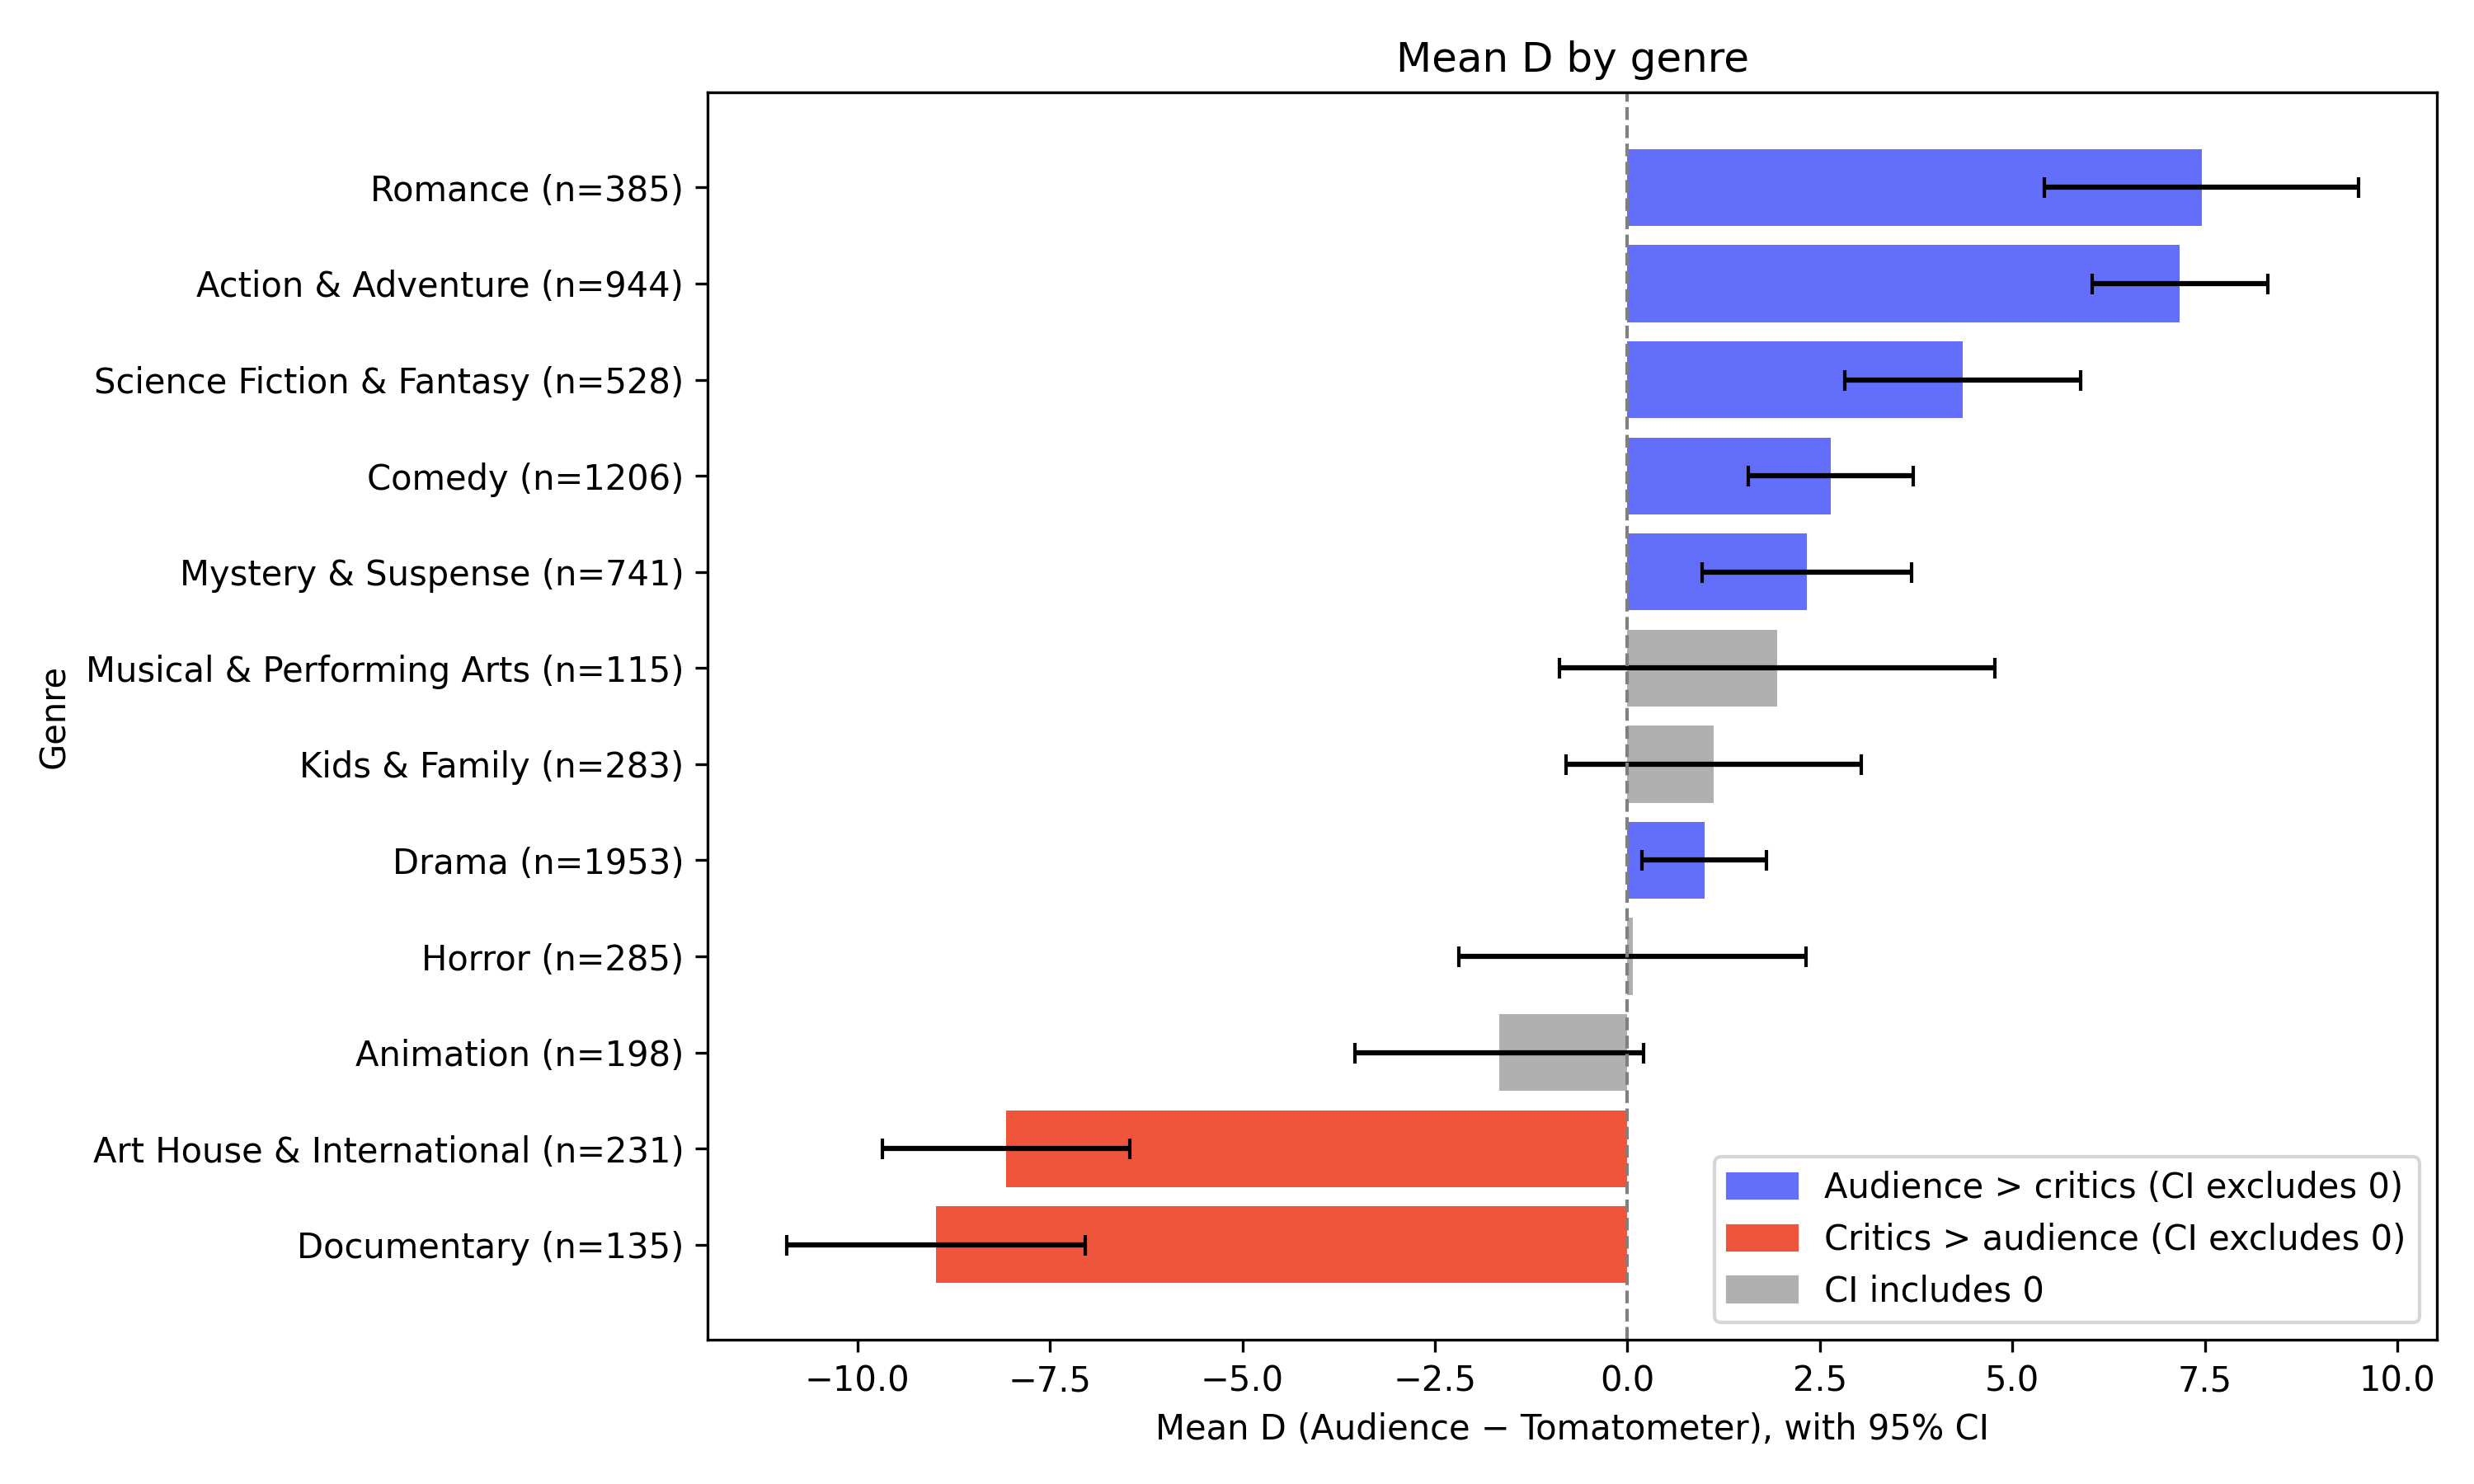 Mean D by genre
Genre
Romance (n=385)
Action & Adventure (n=944)
Science Fiction & Fantasy (n=528)
Comedy (n=1206)
Mystery & Suspense (n=741)
Musical & Performing Arts (n=115)
Kids & Family (n=283)
Drama (n=1953)
Horror (n=285)
Animation (n=198)
Art House & International (n=231)
Documentary (n=135)
Audience > critics (CI excludes 0)
Critics > audience (CI excludes 0)
CI includes 0
−10.0 −7.5 −5.0 −2.5 0.0 2.5 5.0 7.5 10.0
Mean D (Audience − Tomatometer), with 95% CI